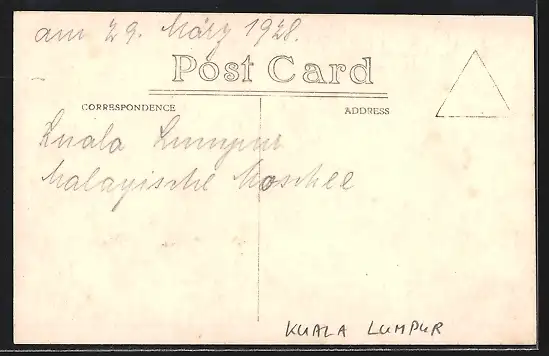 am 29. März 1928.
Post Card
CORRESPONDENCE
ADDRESS
Kuala Lumpur
Malayische Moschee
KUALA LUMPUR